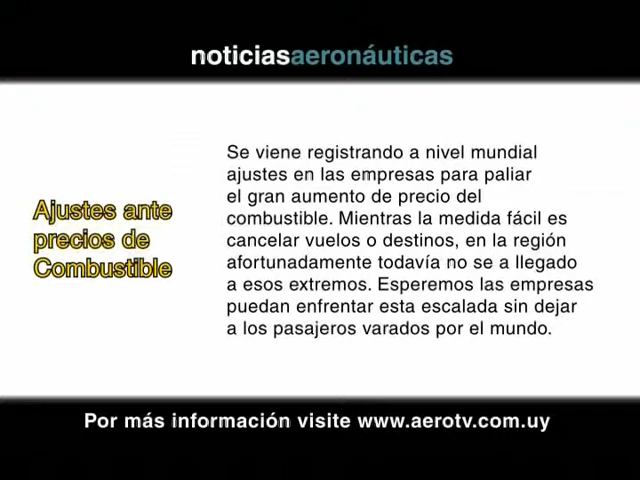 noticiasaeronáuticas
Ajustes ante
precios de
Combustible
Se viene registrando a nivel mundial
ajustes en las empresas para paliar
el gran aumento de precio del
combustible. Mientras la medida fácil es
cancelar vuelos o destinos, en la región
afortunadamente todavía no se a llegado
a esos extremos. Esperemos las empresas
puedan enfrentar esta escalada sin dejar
a los pasajeros varados por el mundo.
Por más información visite www.aerotv.com.uy